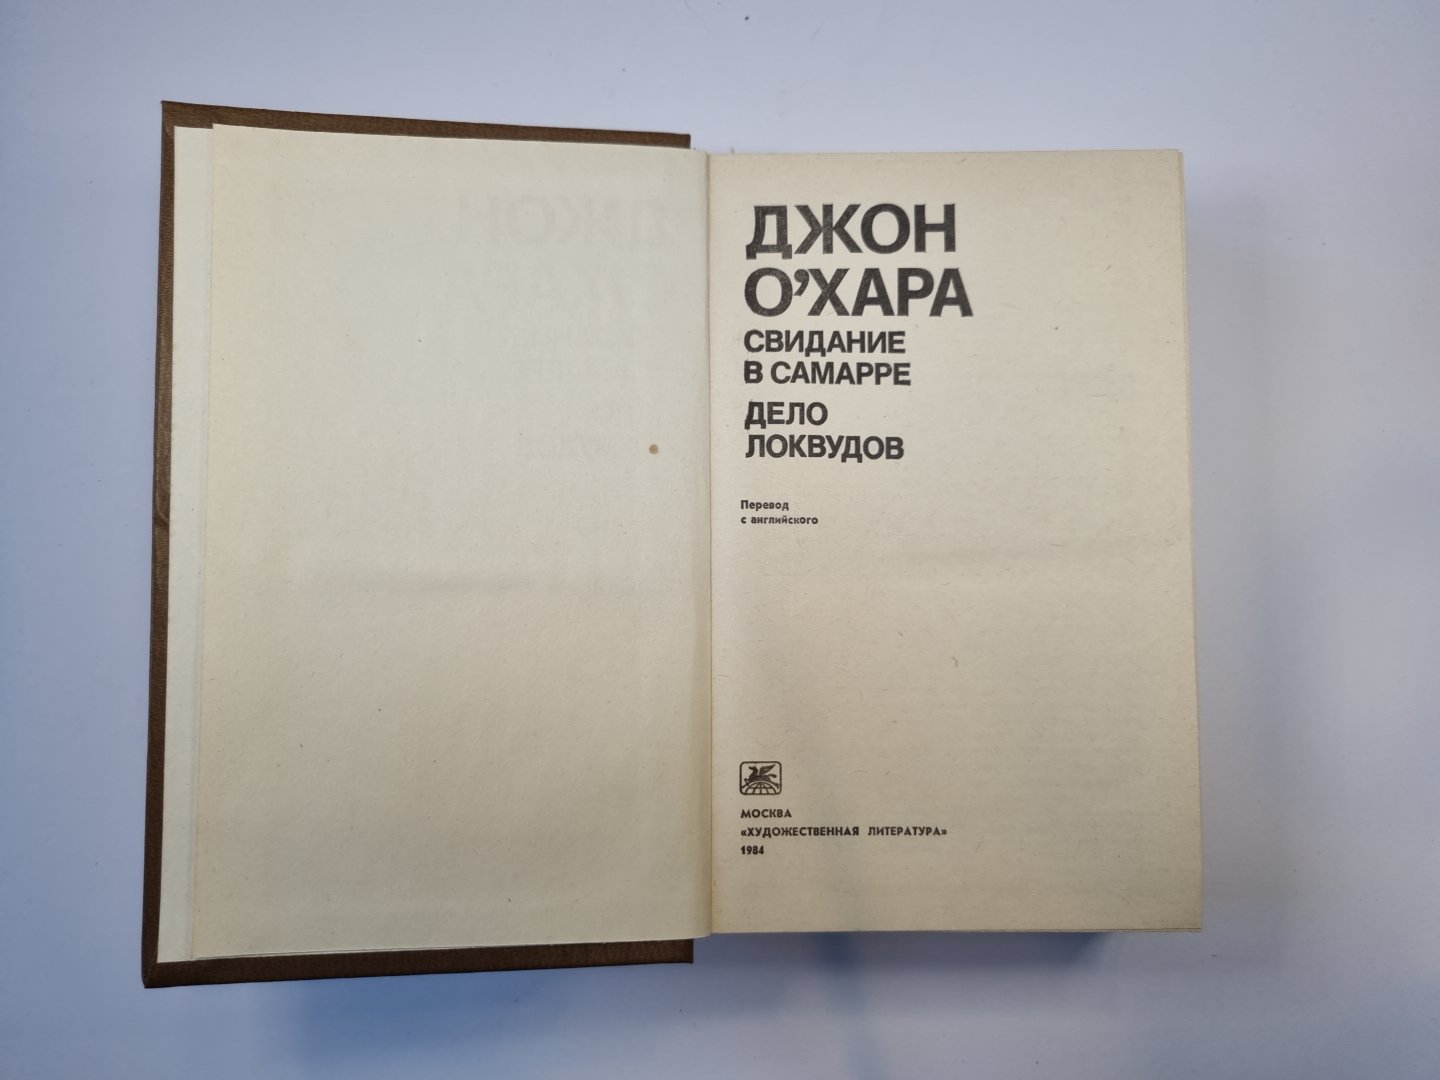 ДЖОН
О’ХАРА
СВИДАНИЕ
В САМАРРЕ
ДЕЛО
ЛОКВУДОВ
Перевод
с английского
МОСКВА
«ХУДОЖЕСТВЕННАЯ ЛИТЕРАТУРА»
1984